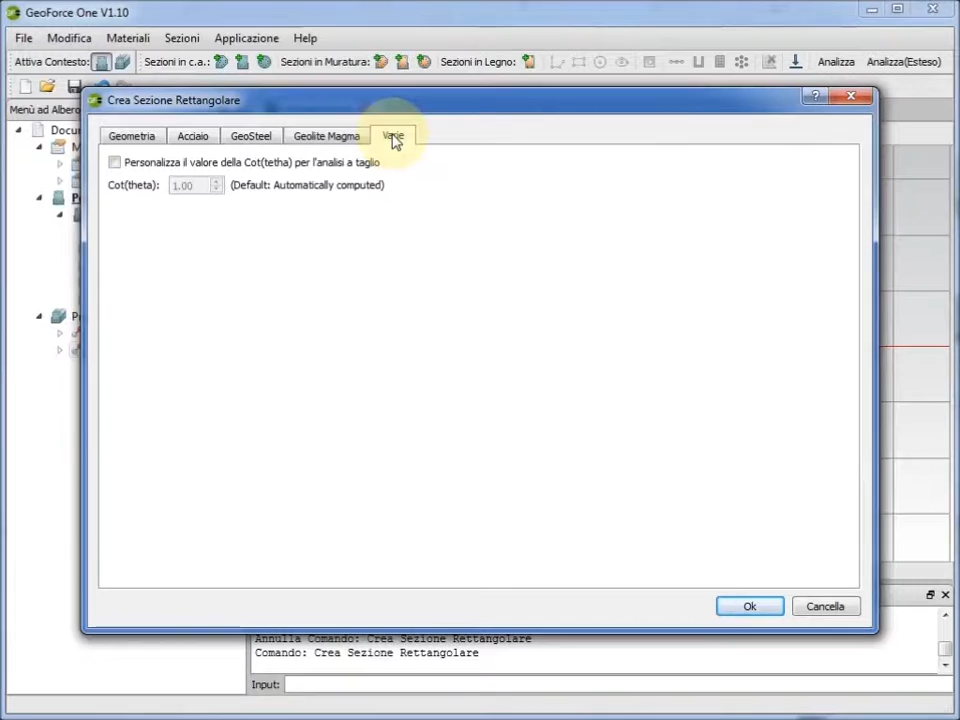 GeoForce One V1.10
File Modifica Materiali Sezioni Applicazione Help
Attiva Contesto: Sezioni in c.a.: Sezioni in Muratura: Sezioni in Legno: Analizza Analizza(Esteso)
Menù ad Albero
Crea Sezione Rettangolare
Geometria Acciaio GeoSteel Geolite Magma Varie
Personalizza il valore della Cot(tetha) per l'analisi a taglio
Cot(theta): 1.00 (Default: Automatically computed)
Ok Cancella
Annulla Comando: Crea Sezione Rettangolare
Comando: Crea Sezione Rettangolare
Input: